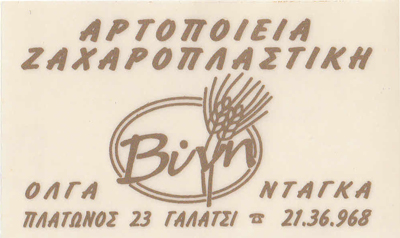 ΑΡΤΟΠΟΙΕΙΑ
ΖΑΧΑΡΟΠΛΑΣΤΙΚΗ
Βίνη
ΟΛΓΑ ΝΤΑΓΚΑ
ΠΛΑΤΩΝΟΣ 23 ΓΑΛΑΤΣΙ ☎ 21.36.968